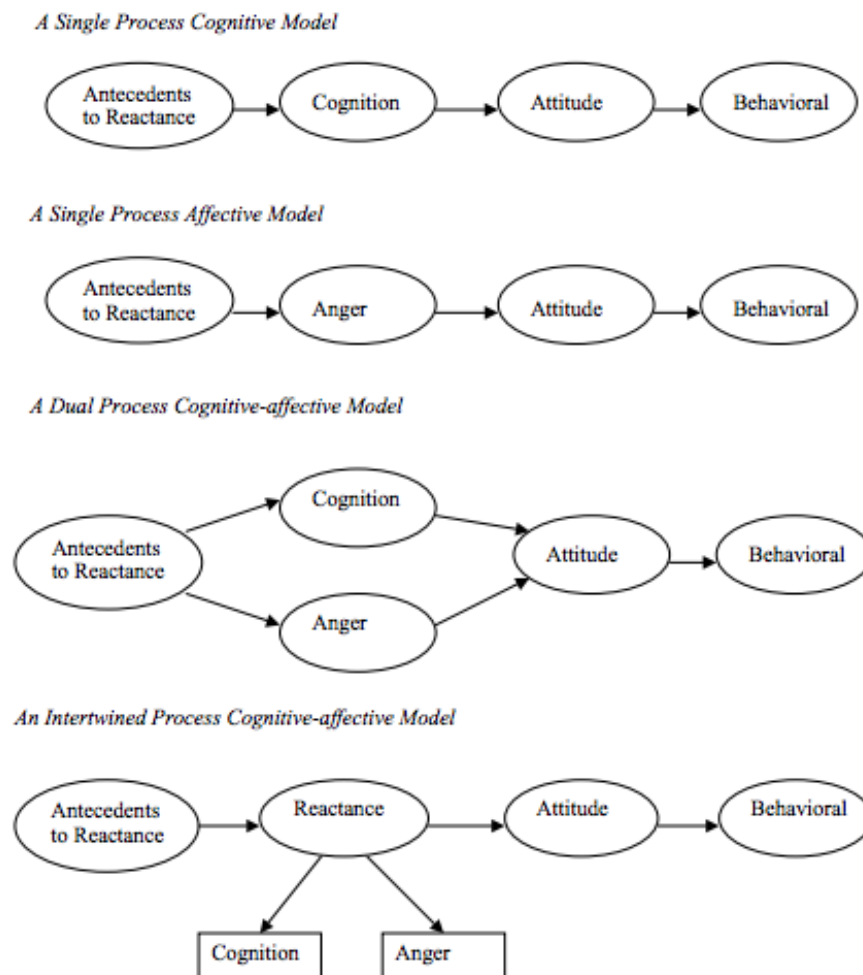 A Single Process Cognitive Model
Antecedents
to Reactance
Cognition
Attitude
Behavioral
A Single Process Affective Model
Antecedents
to Reactance
Anger
Attitude
Behavioral
A Dual Process Cognitive-affective Model
Cognition
Antecedents
to Reactance
Attitude
Behavioral
Anger
An Intertwined Process Cognitive-affective Model
Antecedents
to Reactance
Reactance
Attitude
Behavioral
Cognition
Anger